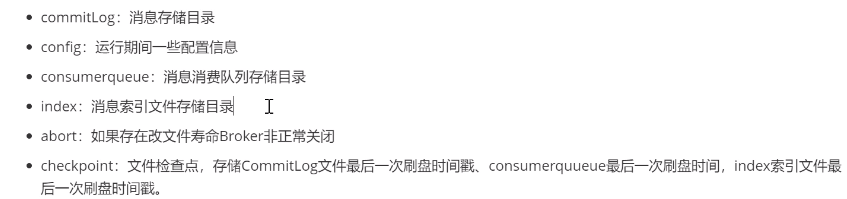 commitLog：消息存储目录
config：运行期间一些配置信息
consumerqueue：消息消费队列存储目录
index：消息索引文件存储目录
abort：如果存在改文件寿命Broker非正常关闭
checkpoint：文件检查点，存储CommitLog文件最后一次刷盘时间戳、consumerquueue最后一次刷盘时间，index索引文件最
后一次刷盘时间戳。